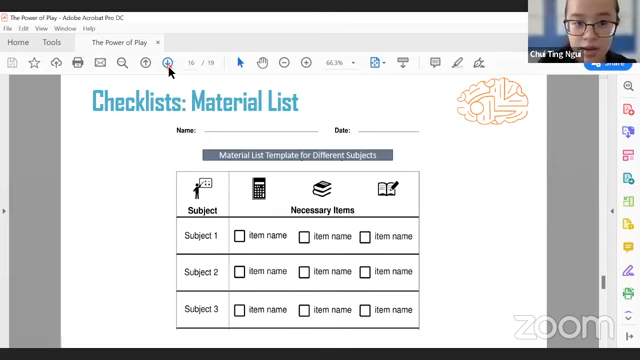 The Power of Play - Adobe Acrobat Pro DC
File Edit View Window Help
Home Tools The Power of Play ×
16 / 19 66.3%
Chui Ting Ngui
Checklists: Material List
Name: Date:
Material List Template for Different Subjects
Subject Necessary Items
Subject 1 item name item name item name
Subject 2 item name item name item name
Subject 3 item name item name item name
zoom